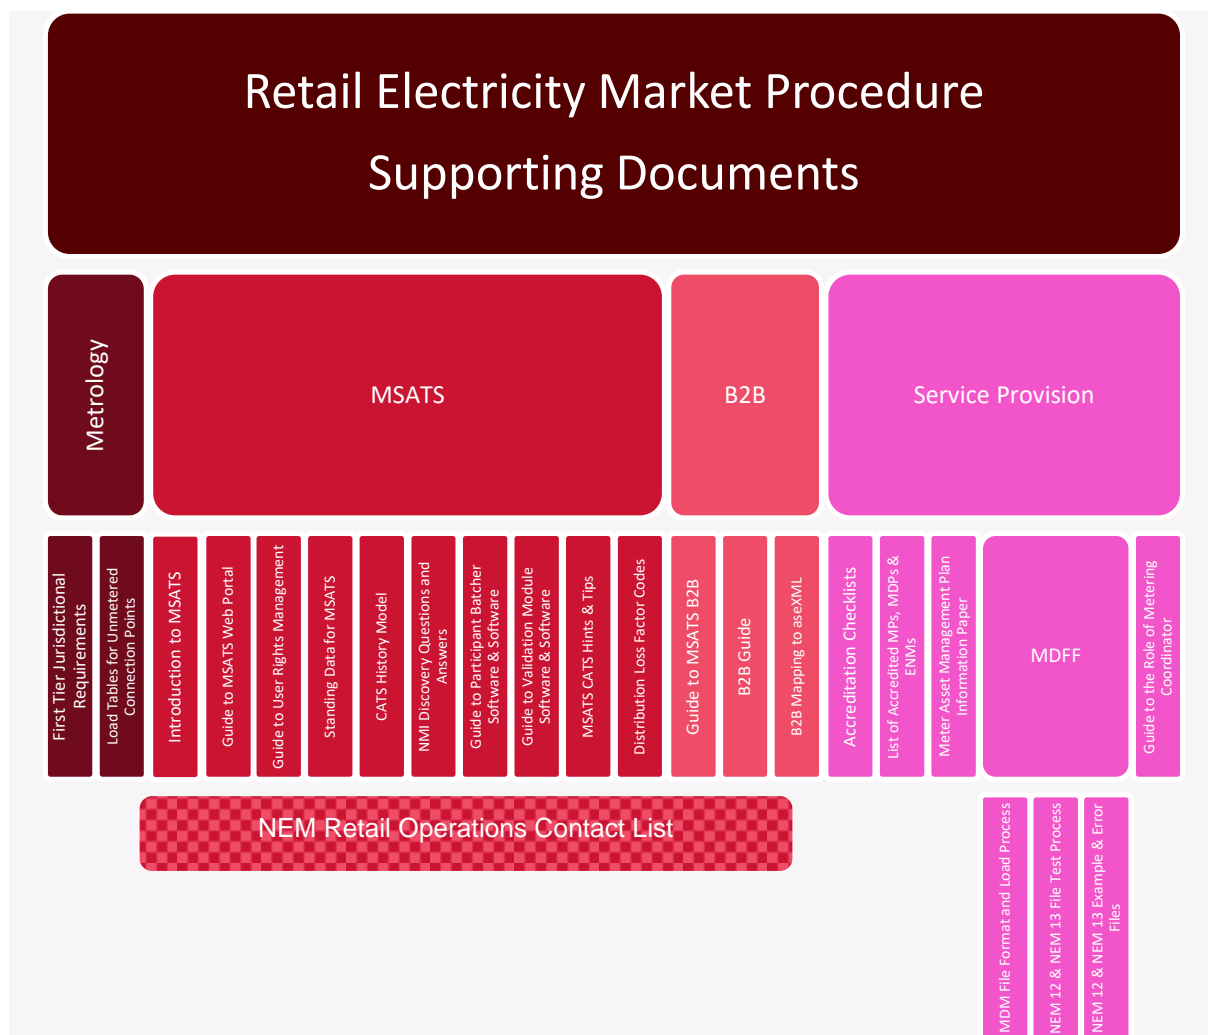 Retail Electricity Market Procedure
Supporting Documents
Metrology
MSATS
B2B
Service Provision
First Tier Jurisdictional
Requirements
Load Tables for Unmetered
Connection Points
Introduction to MSATS
Guide to MSATS Web Portal
Guide to User Rights Management
Standing Data for MSATS
CATS History Model
NMI Discovery Questions and
Answers
Guide to Participant Batcher
Software & Software
Guide to Validation Module
Software & Software
MSATS CATS Hints & Tips
Distribution Loss Factor Codes
Guide to MSATS B2B
B2B Guide
B2B Mapping to aseXML
Accreditation Checklists
List of Accredited MPs, MDPs &
ENMs
Meter Asset Management Plan
Information Paper
MDFF
Guide to the Role of Metering
Coordinator
NEM Retail Operations Contact List
MDM File Format and Load Process
NEM 12 & NEM 13 File Test Process
NEM 12 & NEM 13 Example & Error
Files